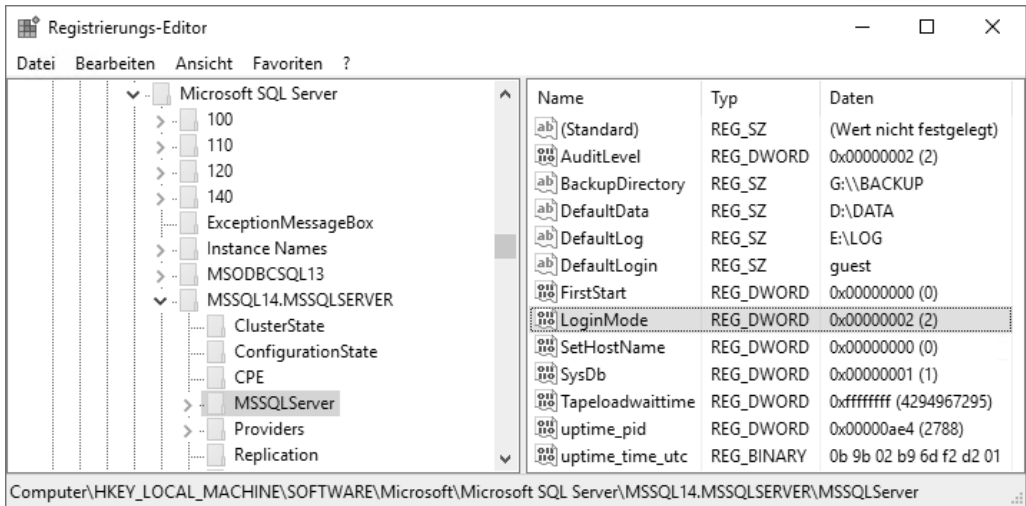 Registrierungs-Editor
Datei Bearbeiten Ansicht Favoriten ?
Microsoft SQL Server
100
110
120
140
ExceptionMessageBox
Instance Names
MSODBCSQL13
MSSQL14.MSSQLSERVER
ClusterState
ConfigurationState
CPE
MSSQLServer
Providers
Replication
Name Typ Daten
(Standard) REG_SZ (Wert nicht festgelegt)
AuditLevel REG_DWORD 0x00000002 (2)
BackupDirectory REG_SZ G:\\BACKUP
DefaultData REG_SZ D:\DATA
DefaultLog REG_SZ E:\LOG
DefaultLogin REG_SZ guest
FirstStart REG_DWORD 0x00000000 (0)
LoginMode REG_DWORD 0x00000002 (2)
SetHostName REG_DWORD 0x00000000 (0)
SysDb REG_DWORD 0x00000001 (1)
Tapeloadwaittime REG_DWORD 0xffffffff (4294967295)
uptime_pid REG_DWORD 0x00000ae4 (2788)
uptime_time_utc REG_BINARY 0b 9b 02 b9 6d f2 d2 01
Computer\HKEY_LOCAL_MACHINE\SOFTWARE\Microsoft\Microsoft SQL Server\MSSQL14.MSSQLSERVER\MSSQLServer